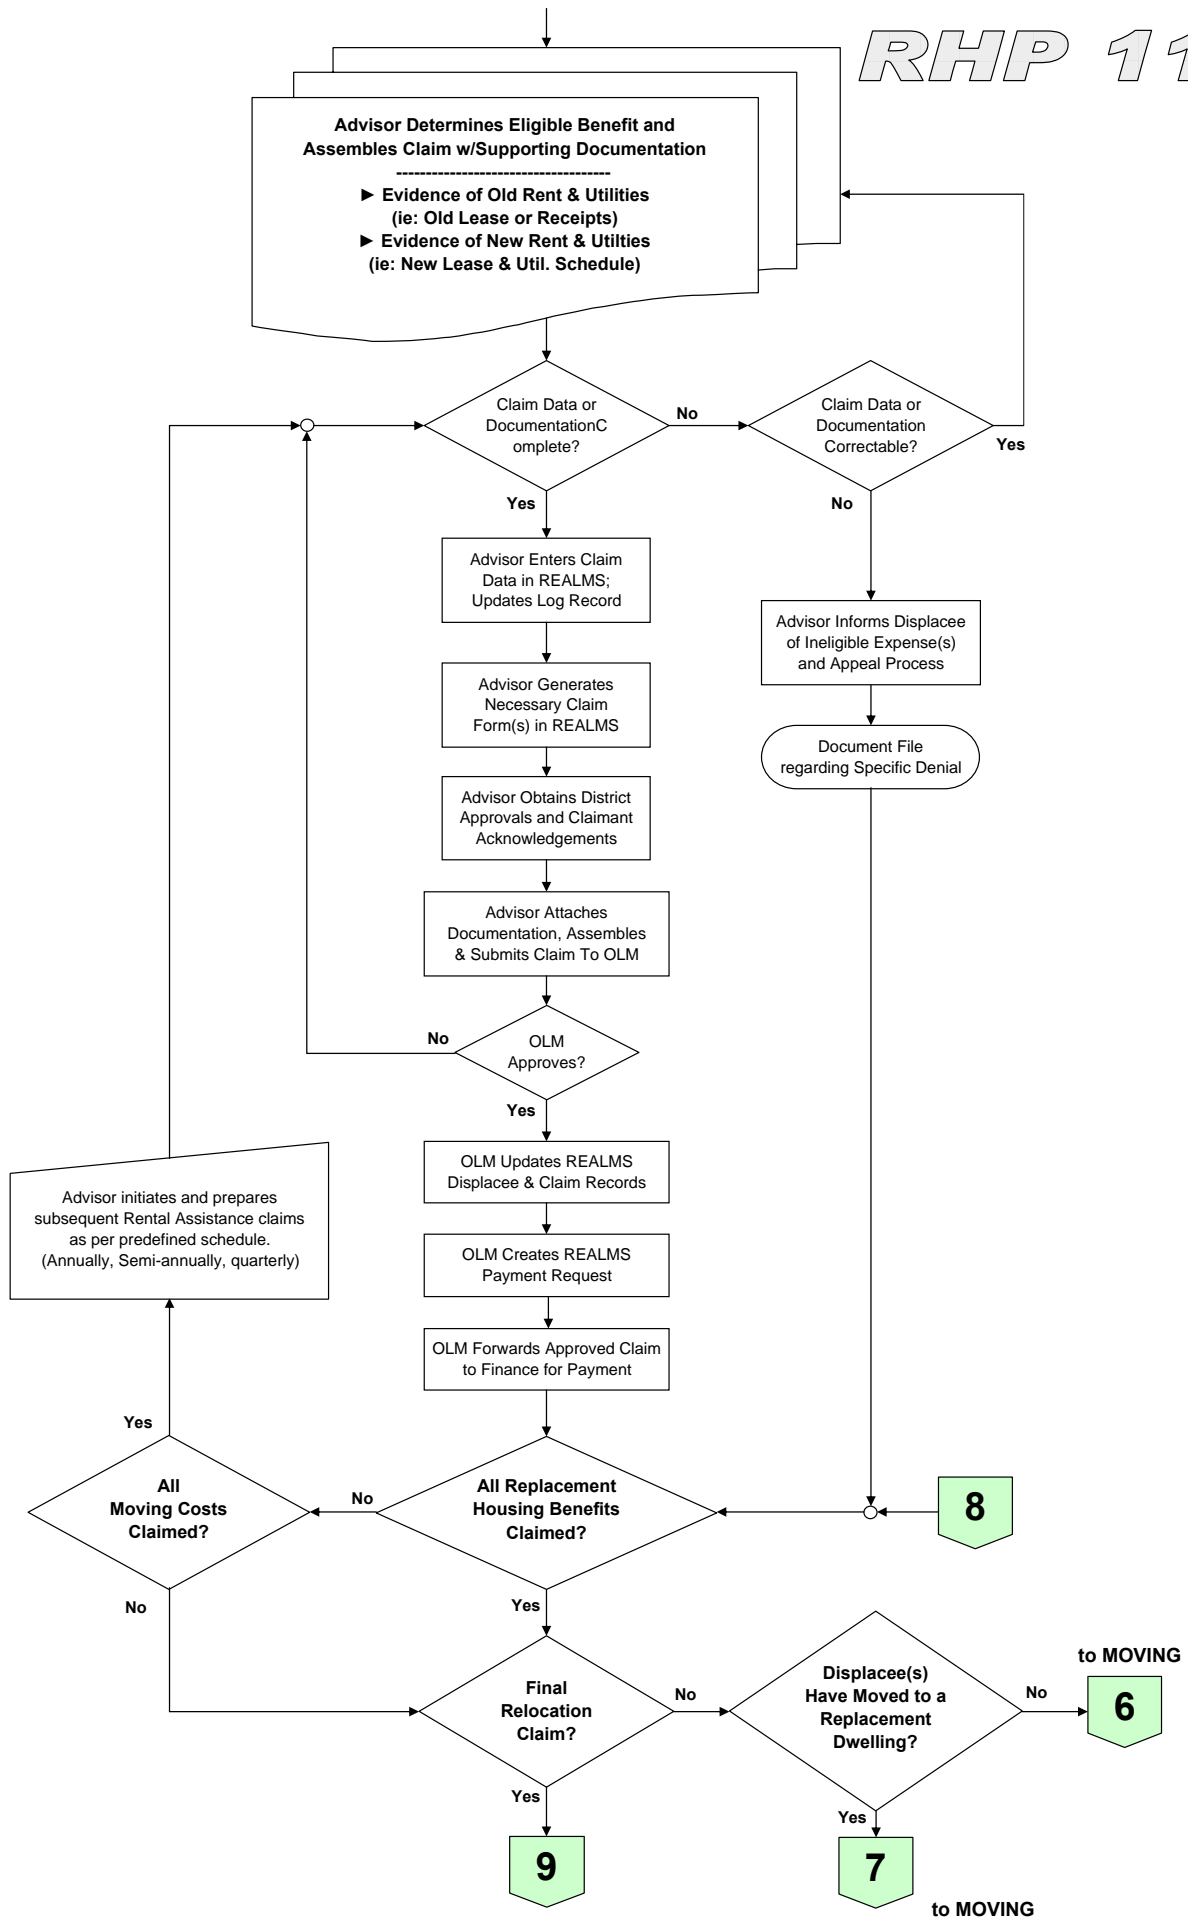 RHP 11
Advisor Determines Eligible Benefit and
Assembles Claim w/Supporting Documentation
------------------------------------
► Evidence of Old Rent & Utilities
(ie: Old Lease or Receipts)
► Evidence of New Rent & Utilties
(ie: New Lease & Util. Schedule)
Claim Data or
DocumentationC
omplete?
No
Claim Data or
Documentation
Correctable?
Yes
Yes
No
Advisor Enters Claim
Data in REALMS;
Updates Log Record
Advisor Informs Displacee
of Ineligible Expense(s)
and Appeal Process
Advisor Generates
Necessary Claim
Form(s) in REALMS
Document File
regarding Specific Denial
Advisor Obtains District
Approvals and Claimant
Acknowledgements
Advisor Attaches
Documentation, Assembles
& Submits Claim To OLM
No
OLM
Approves?
Yes
OLM Updates REALMS
Displacee & Claim Records
Advisor initiates and prepares
subsequent Rental Assistance claims
as per predefined schedule.
(Annually, Semi-annually, quarterly)
OLM Creates REALMS
Payment Request
OLM Forwards Approved Claim
to Finance for Payment
Yes
All
Moving Costs
Claimed?
No
All Replacement
Housing Benefits
Claimed?
8
No
Yes
Final
Relocation
Claim?
No
Displacee(s)
Have Moved to a
Replacement
Dwelling?
No
to MOVING
6
Yes
9
Yes
7
to MOVING